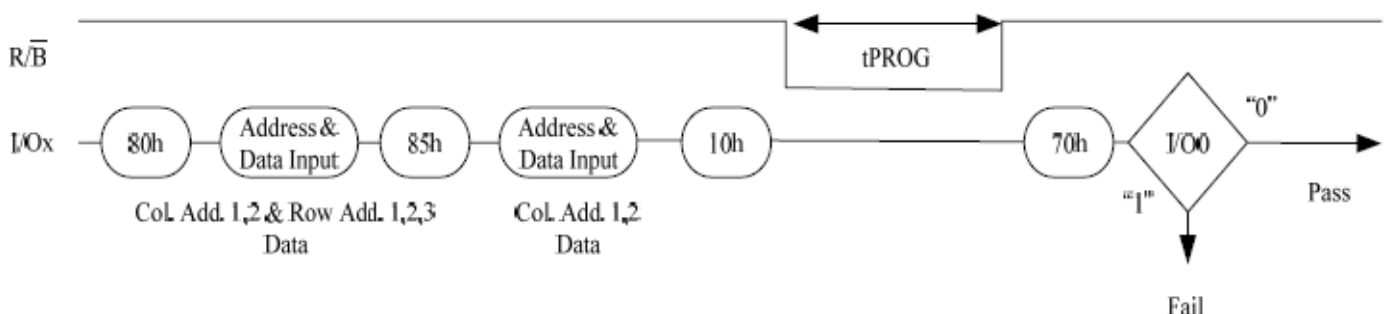 R/B̅
tPROG
I/Ox
80h
Address &
Data Input
85h
Address &
Data Input
10h
70h
I/O0
"0"
"1"
Pass
Col. Add. 1,2 & Row Add. 1,2,3
Data
Col. Add. 1,2
Data
Fail